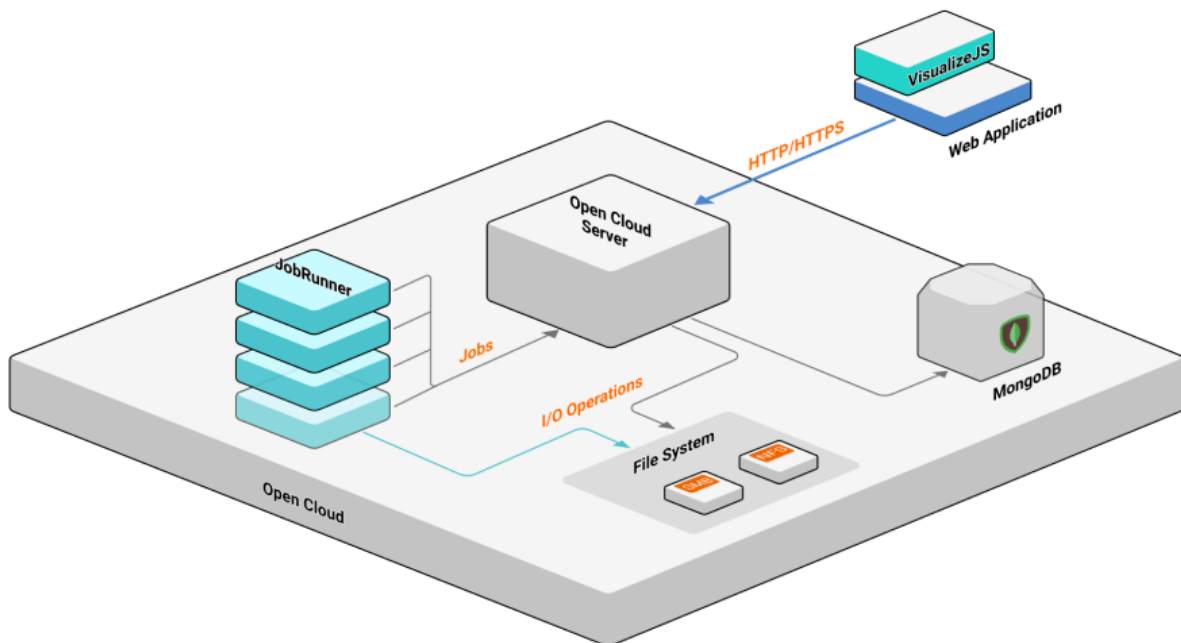 VisualizeJS
Web Application
HTTP/HTTPS
Open Cloud
Server
JobRunner
Jobs
MongoDB
I/O Operations
File System
NFS
SMB
Open Cloud